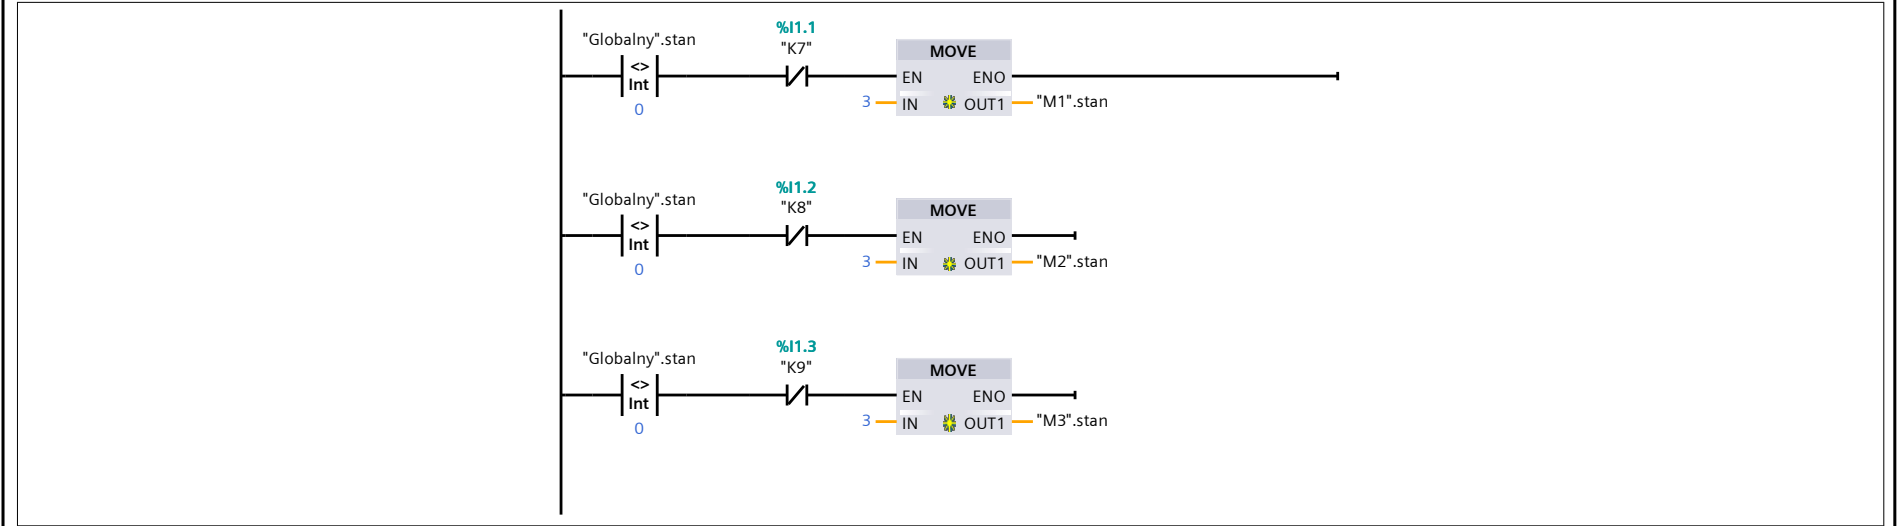 %I1.1
"Globalny".stan "K7" MOVE
<> EN ENO
Int
0 3 IN OUT1 "M1".stan
%I1.2
"Globalny".stan "K8" MOVE
<> EN ENO
Int
0 3 IN OUT1 "M2".stan
%I1.3
"Globalny".stan "K9" MOVE
<> EN ENO
Int
0 3 IN OUT1 "M3".stan